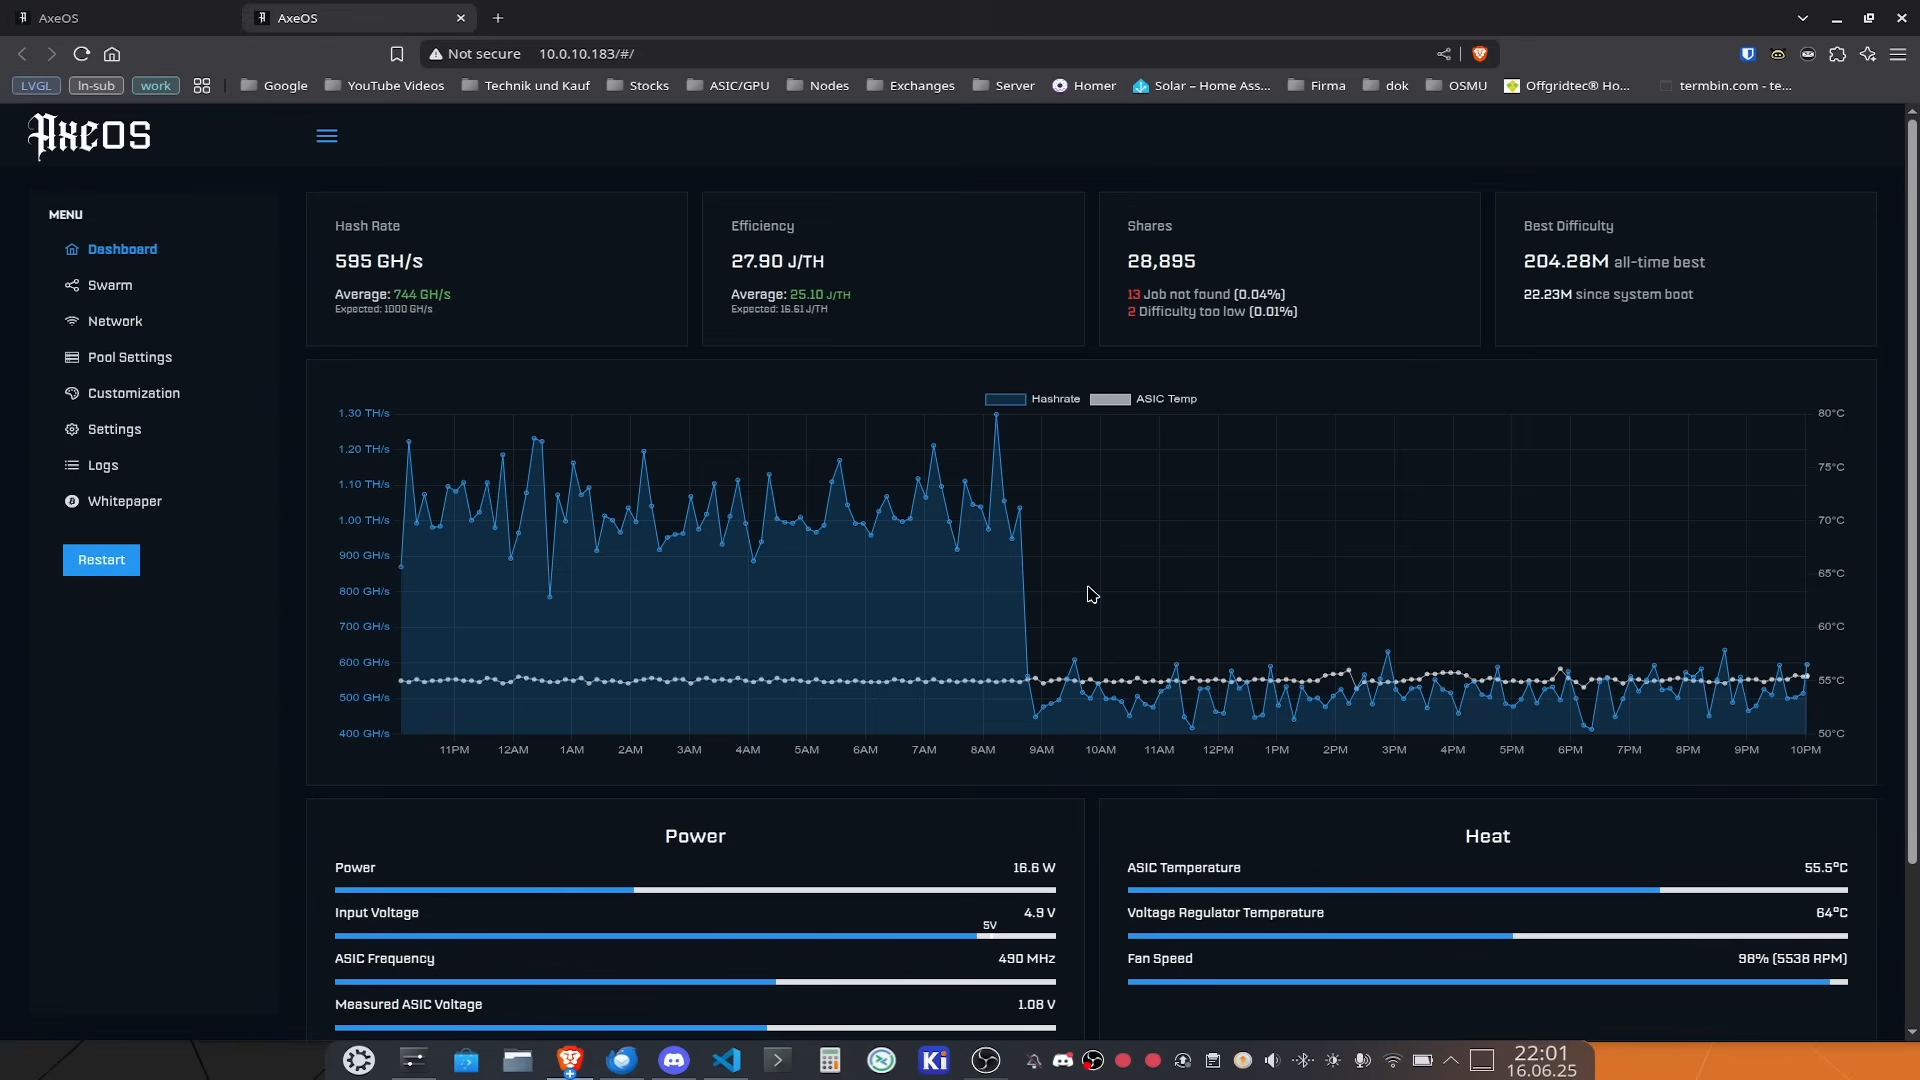 AxeOS
AxeOS
Not secure
10.0.10.183/#/
LVGL
In-sub
work
Google
YouTube Videos
Technik und Kauf
Stocks
ASIC/GPU
Nodes
Exchanges
Server
Homer
Solar – Home Ass...
Firma
dok
OSMU
Offgridtec® Ho...
termbin.com - te...
AxeOS
MENU
Dashboard
Swarm
Network
Pool Settings
Customization
Settings
Logs
Whitepaper
Restart
Hash Rate
595 GH/s
Average: 744 GH/s
Expected: 1000 GH/s
Efficiency
27.90 J/TH
Average: 25.10 J/TH
Expected: 16.61 J/TH
Shares
28,895
13 Job not found (0.04%)
2 Difficulty too low (0.01%)
Best Difficulty
204.28M all-time best
22.23M since system boot
Hashrate
ASIC Temp
1.30 TH/s
1.20 TH/s
1.10 TH/s
1.00 TH/s
900 GH/s
800 GH/s
700 GH/s
600 GH/s
500 GH/s
400 GH/s
80°C
75°C
70°C
65°C
60°C
55°C
50°C
11PM 12AM 1AM 2AM 3AM 4AM 5AM 6AM 7AM 8AM 9AM 10AM 11AM 12PM 1PM 2PM 3PM 4PM 5PM 6PM 7PM 8PM 9PM 10PM
Power
Power 16.6 W
Input Voltage 4.9 V
5V
ASIC Frequency 490 MHz
Measured ASIC Voltage 1.08 V
Heat
ASIC Temperature 55.5°C
Voltage Regulator Temperature 64°C
Fan Speed 98% (5538 RPM)
Ki
22:01
16.06.25